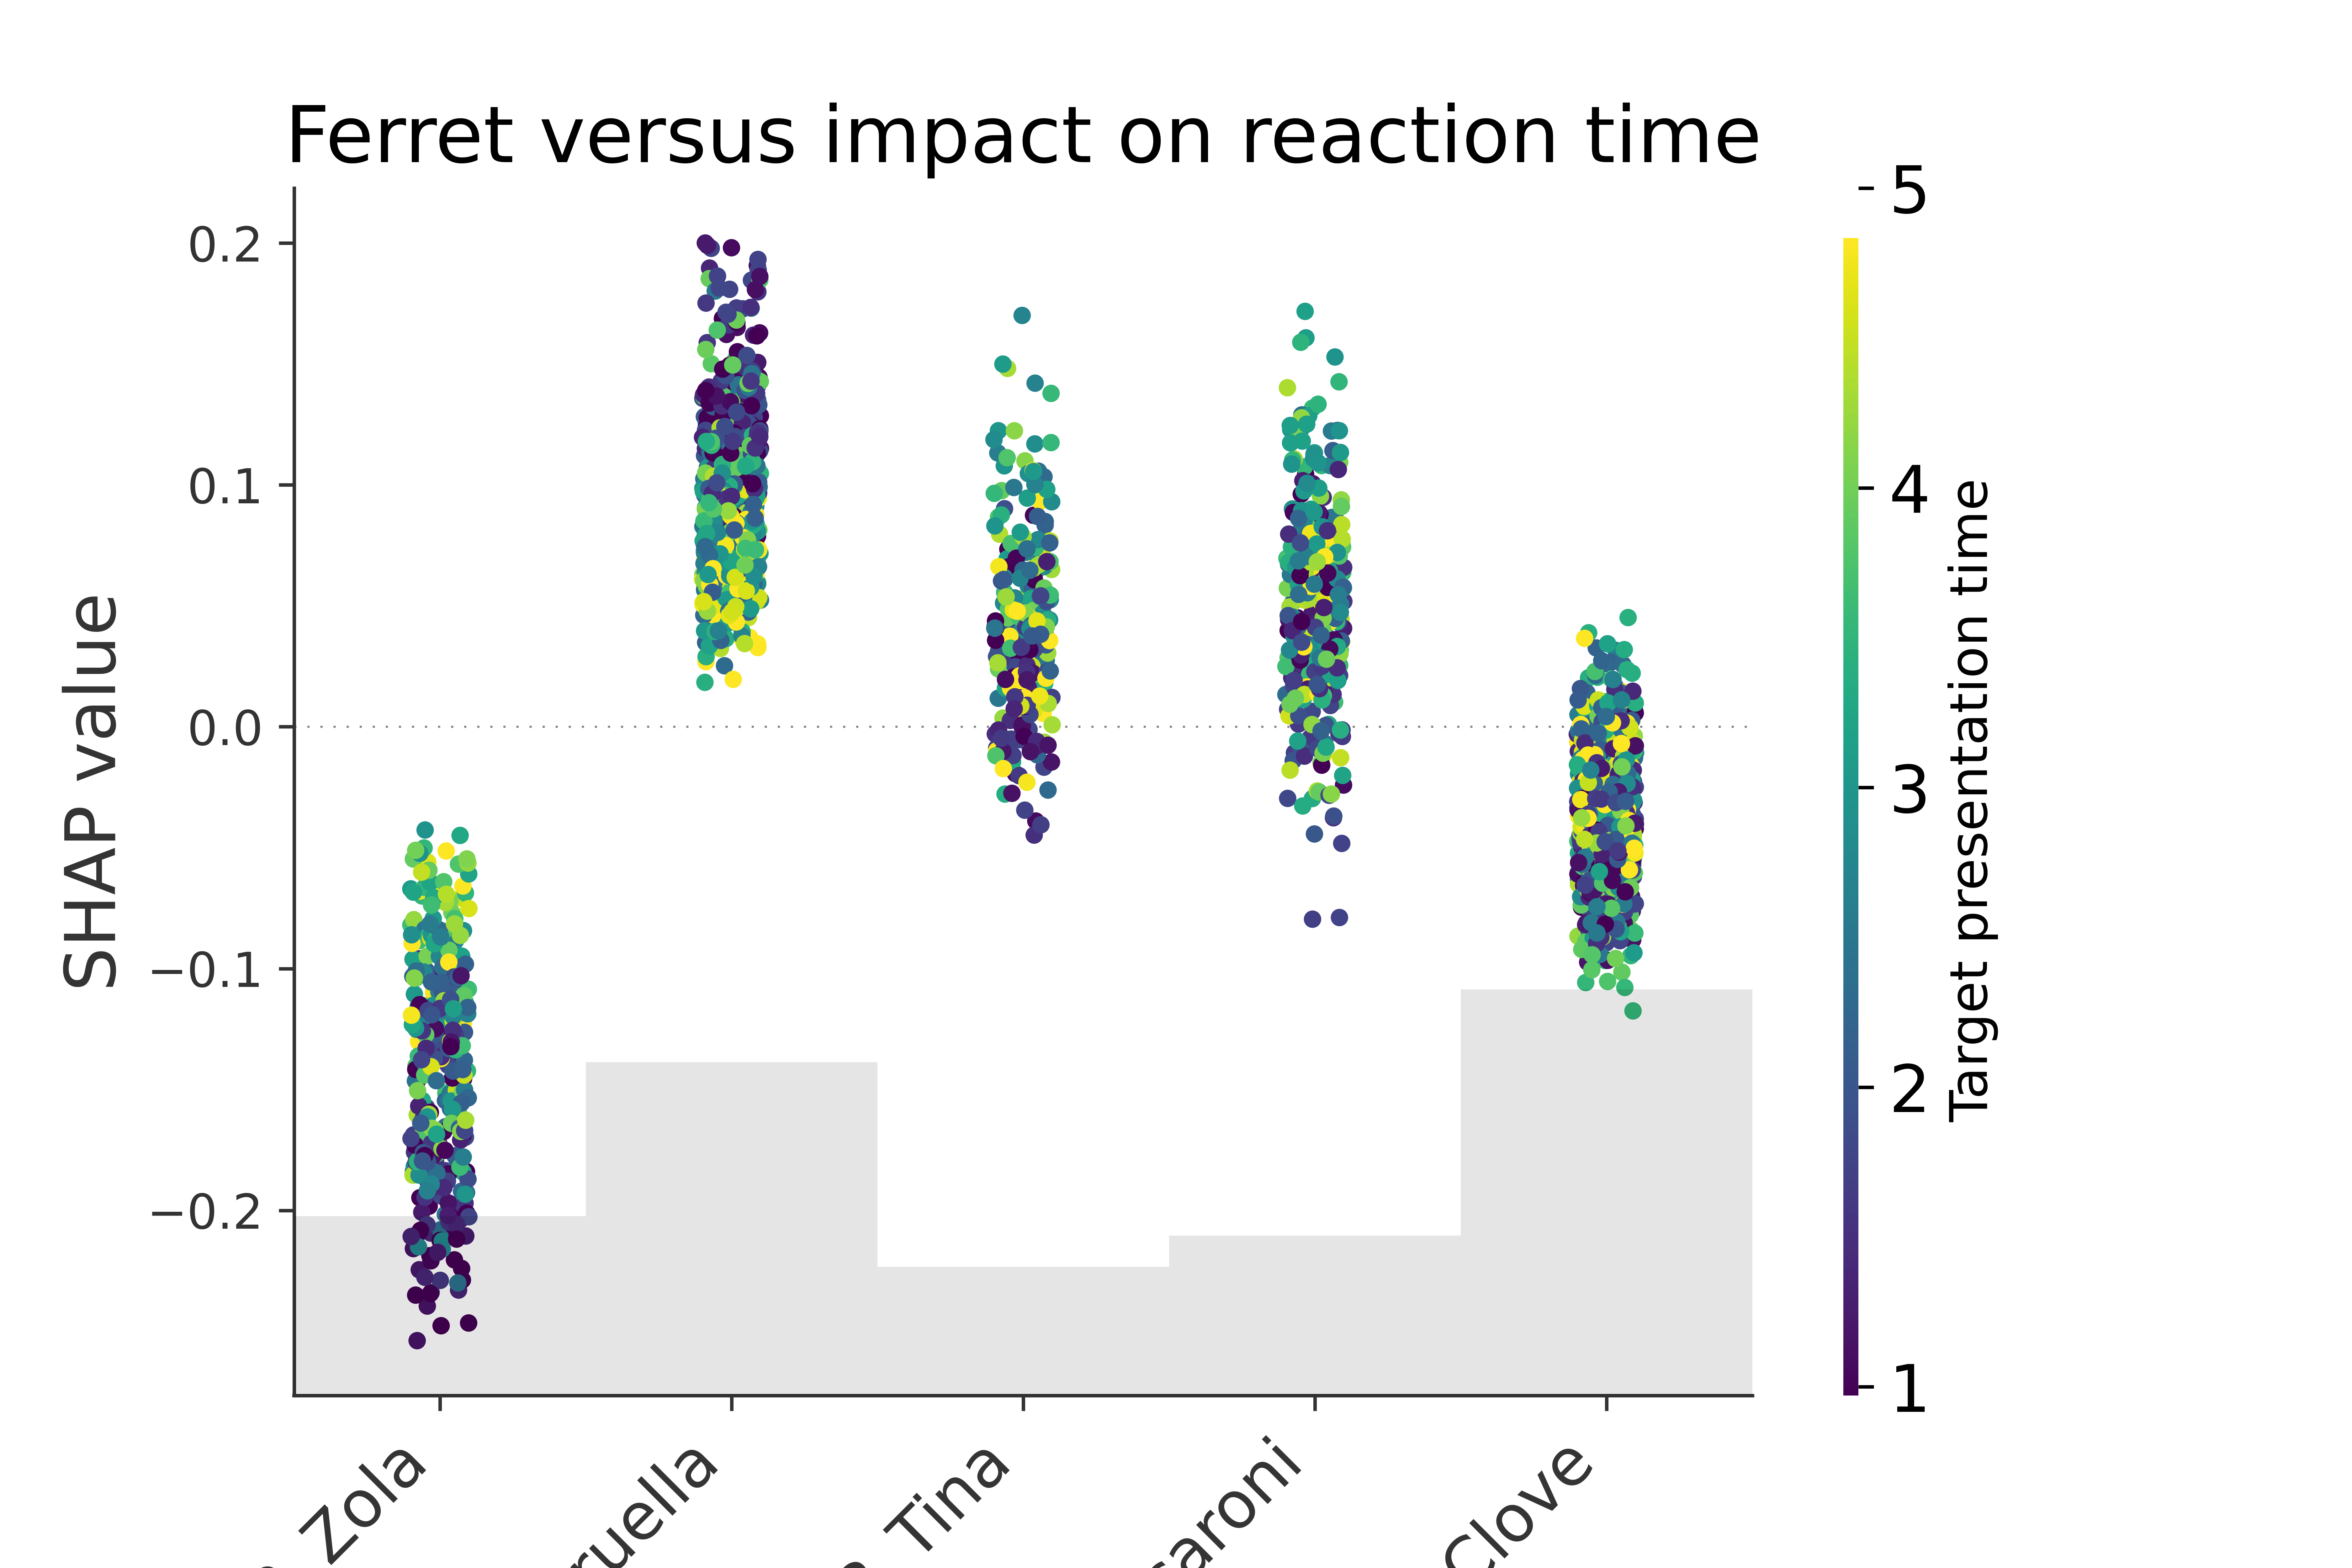 Ferret versus impact on reaction time
SHAP value
0.2
0.1
0.0
−0.1
−0.2
Zola
ruella
Tina
saroni
Clove
5
4
3
2
1
Target presentation time